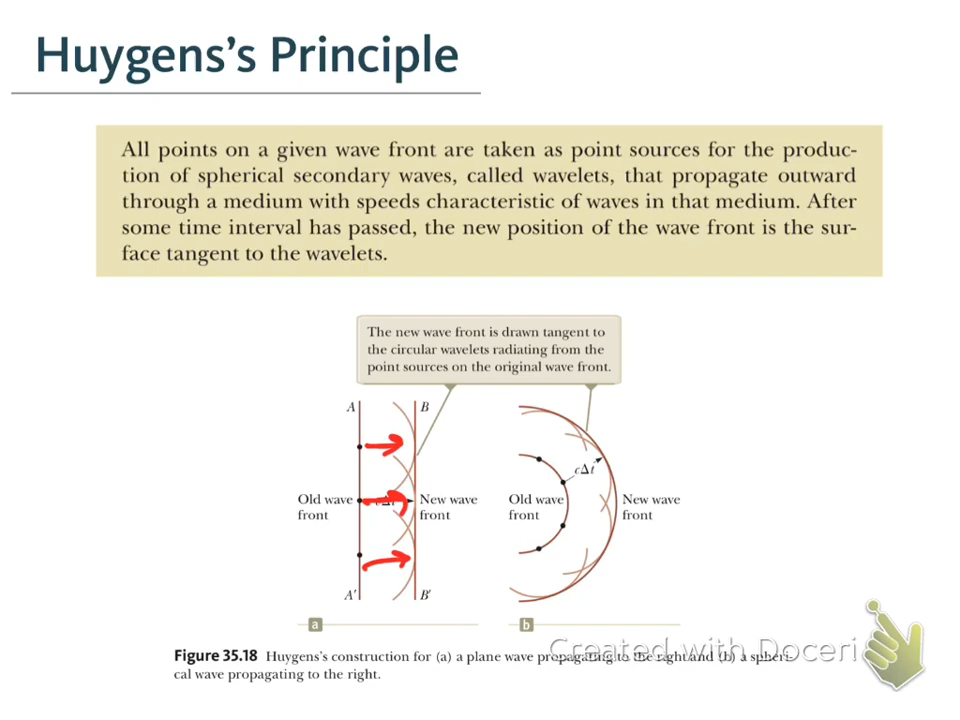 Huygens's Principle
All points on a given wave front are taken as point sources for the produc-
tion of spherical secondary waves, called wavelets, that propagate outward
through a medium with speeds characteristic of waves in that medium. After
some time interval has passed, the new position of the wave front is the sur-
face tangent to the wavelets.
The new wave front is drawn tangent to
the circular wavelets radiating from the
point sources on the original wave front.
A
B
cΔt
Old wave
front
cΔt
New wave
front
Old wave
front
New wave
front
A'
B'
a
b
Created with Doceri
Figure 35.18 Huygens's construction for (a) a plane wave propagating to the right and (b) a spheri-
cal wave propagating to the right.